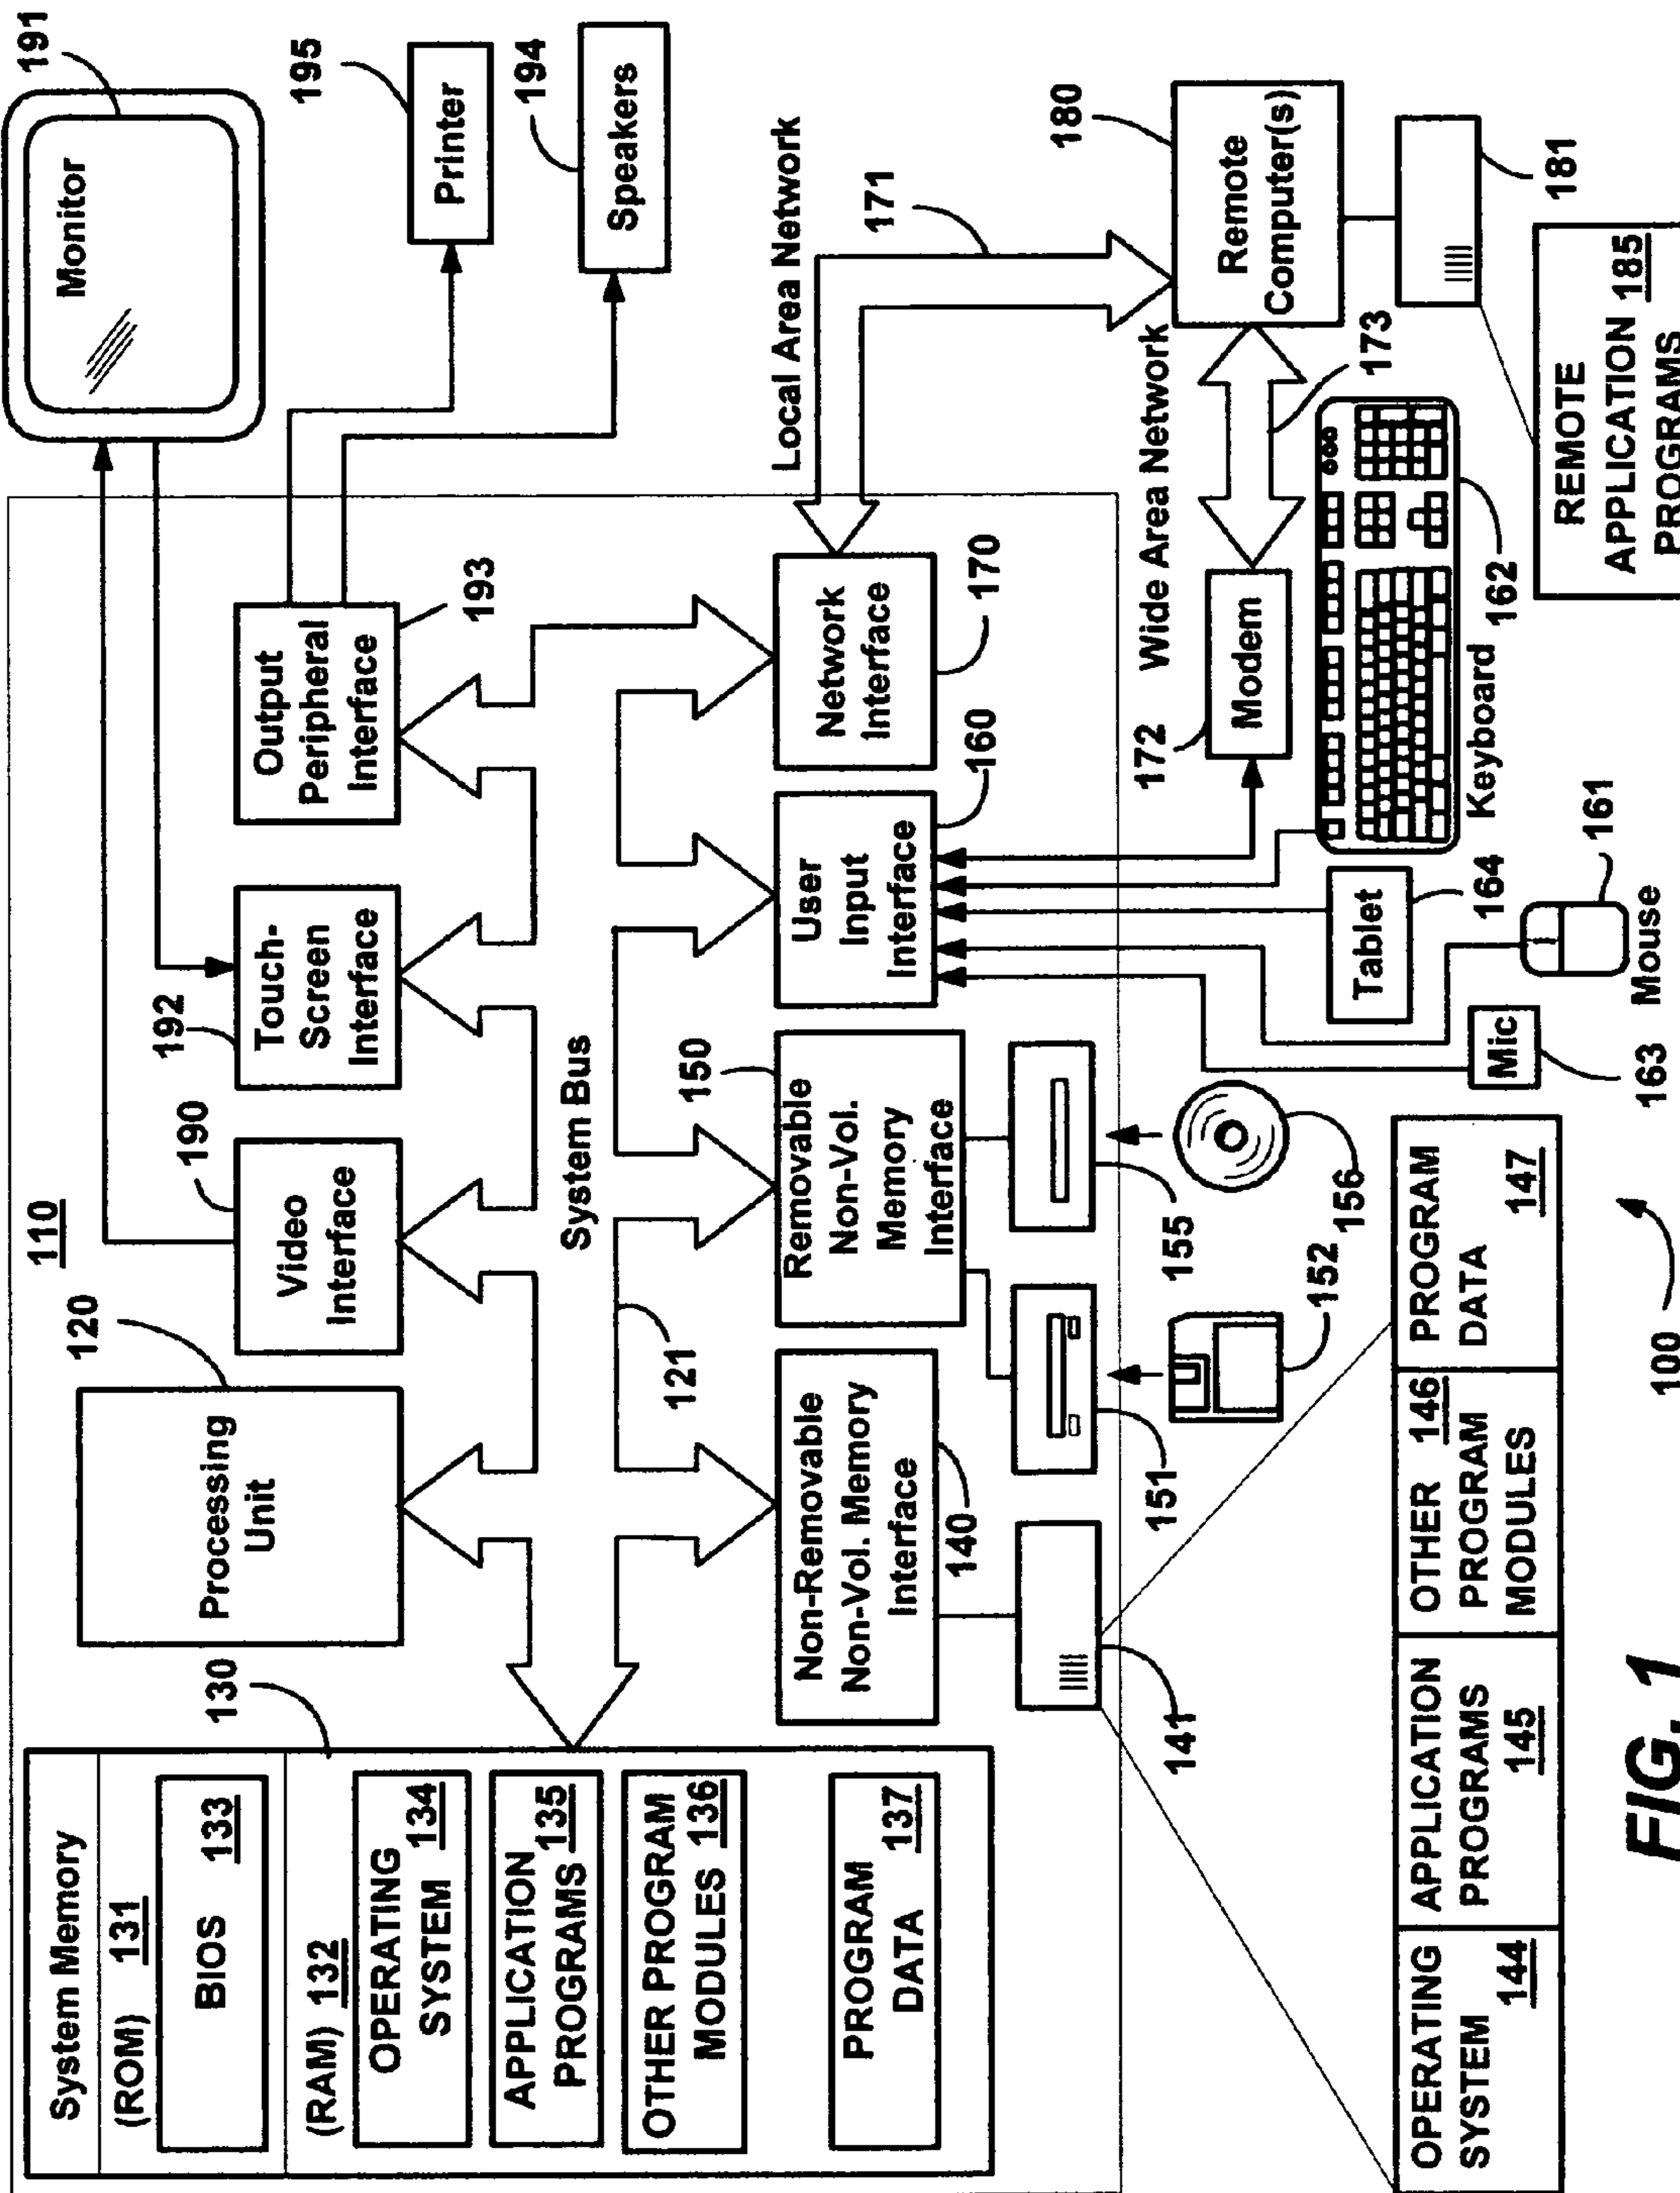 110
System Memory
(ROM) 131
BIOS 133
(RAM) 132
OPERATING
SYSTEM 134
APPLICATION
PROGRAMS 135
OTHER PROGRAM
MODULES 136
PROGRAM
DATA 137
130
Processing
Unit
120
Video
Interface
190
Touch-
Screen
Interface
192
Output
Peripheral
Interface
193
Monitor
191
Printer
195
Speakers
194
System Bus
121
Non-Removable
Non-Vol. Memory
Interface
140
Removable
Non-Vol.
Memory
Interface
150
User
Input
Interface
160
Network
Interface
170
Local Area Network
171
141
151
152
155
156
Wide Area Network
173
Modem
172
Remote
Computer(s)
180
181
Keyboard
162
Tablet
164
Mic
163
Mouse
161
OPERATING
SYSTEM 144
APPLICATION
PROGRAMS
145
OTHER 146
PROGRAM
MODULES
PROGRAM
DATA 147
REMOTE
APPLICATION 185
PROGRAMS
100
FIG. 1